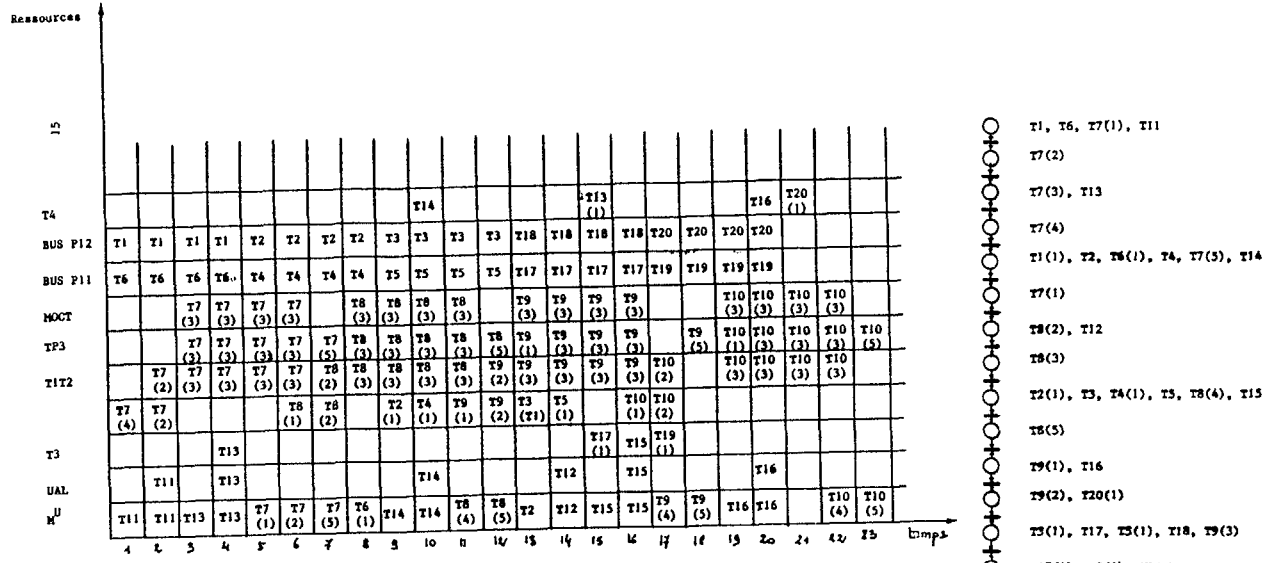 Ressources
15
T4 T14 T13 T16 T20
(1) (1)
BUS P12 T1 T1 T1 T1 T2 T2 T2 T2 T3 T3 T3 T3 T18 T18 T18 T18 T20 T20 T20 T20
BUS P11 T6 T6 T6 T6 T4 T4 T4 T4 T5 T5 T5 T5 T17 T17 T17 T17 T19 T19 T19 T19
MOCT T7 T7 T7 T7 T8 T8 T8 T8 T9 T9 T9 T9 T10 T10 T10 T10
(3) (3) (3) (3) (3) (3) (3) (3) (3) (3) (3) (3) (3) (3) (3) (3)
TP3 T7 T7 T7 T7 T7 T8 T8 T8 T8 T8 T9 T9 T9 T9 T9 T10 T10 T10 T10 T10
(3) (3) (3) (3) (5) (3) (3) (3) (3) (5) (1) (3) (3) (3) (5) (1) (3) (3) (3) (5)
T1T2 T7 T7 T7 T7 T7 T8 T8 T8 T8 T8 T9 T9 T9 T9 T9 T10 T10 T10 T10 T10
(2) (3) (3) (3) (3) (2) (3) (3) (3) (3) (2) (3) (3) (3) (3) (2) (3) (3) (3) (3)
T7 T7 T8 T8 T2 T4 T9 T9 T3 T5 T10 T10
(4) (2) (1) (2) (1) (1) (1) (2) (T1) (1) (1) (2)
T3 T13 T17 T15 T19
(1) (1)
UAL T11 T13 T14 T12 T15 T16
M U T11 T11 T13 T13 T7 T7 T7 T6 T14 T14 T8 T8 T2 T12 T15 T15 T9 T9 T16 T16 T10 T10
(1) (2) (5) (1) (4) (5) (4) (5) (4) (5)
1 2 3 4 5 6 7 8 9 10 11 12 13 14 15 16 17 18 19 20 21 22 23 temps
T1, T6, T7(1), T11
T7(2)
T7(3), T13
T7(4)
T1(1), T2, T6(1), T4, T7(5), T14
T7(1)
T8(2), T12
T8(3)
T2(1), T3, T4(1), T5, T8(4), T15
T8(5)
T9(1), T16
T9(2), T20(1)
T3(1), T17, T5(1), T18, T9(3)